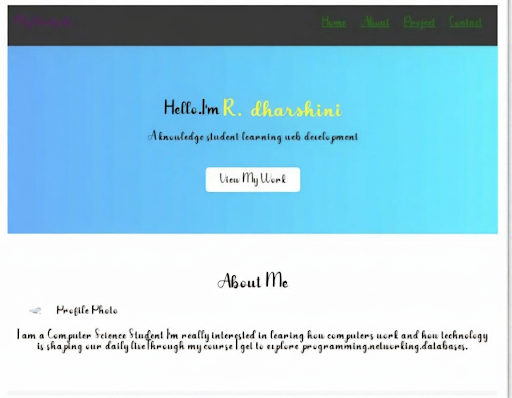 Home About Project Contact
Hello.I'm R. dharshini
A knowledge student learning web development
View My Work
About Me
Profile Photo
I am a Computer Science Student I'm really interested in learing how computers work and how technology
is shaping our daily live Through my course I get to explore programming.networking.databases.